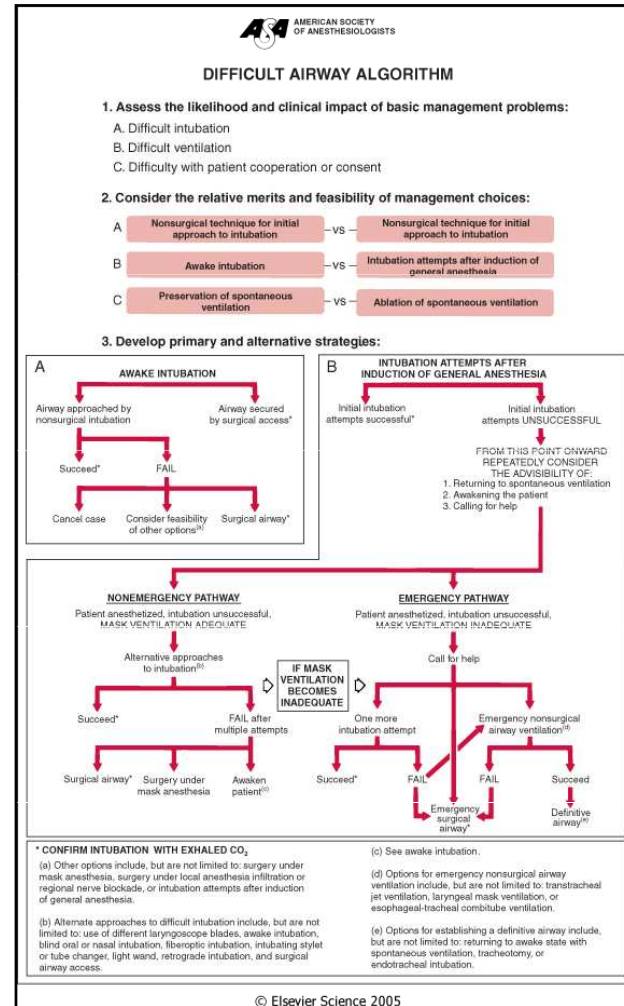 ASA
AMERICAN SOCIETY
OF ANESTHESIOLOGISTS
DIFFICULT AIRWAY ALGORITHM
1. Assess the likelihood and clinical impact of basic management problems:
A. Difficult intubation
B. Difficult ventilation
C. Difficulty with patient cooperation or consent
2. Consider the relative merits and feasibility of management choices:
A
Nonsurgical technique for initial
approach to intubation
vs
Nonsurgical technique for initial
approach to intubation
B
Awake intubation
vs
Intubation attempts after induction of
general anesthesia
C
Preservation of spontaneous
ventilation
vs
Ablation of spontaneous ventilation
3. Develop primary and alternative strategies:
A
AWAKE INTUBATION
Airway approached by
nonsurgical intubation
Airway secured
by surgical access*
Succeed*
FAIL
Cancel case
Consider feasibility
of other options(a)
Surgical airway*
B
INTUBATION ATTEMPTS AFTER
INDUCTION OF GENERAL ANESTHESIA
Initial intubation
attempts successful*
Initial intubation
attempts UNSUCCESSFUL
FROM THIS POINT ONWARD
REPEATEDLY CONSIDER
THE ADVISIBILITY OF:
1. Returning to spontaneous ventilation
2. Awakening the patient
3. Calling for help
NONEMERGENCY PATHWAY
Patient anesthetized, intubation unsuccessful,
MASK VENTILATION ADEQUATE
Alternative approaches
to intubation(b)
Succeed*
FAIL after
multiple attempts
Surgical airway*
Surgery under
mask anesthesia
Awaken
patient(c)
IF MASK
VENTILATION
BECOMES
INADEQUATE
EMERGENCY PATHWAY
Patient anesthetized, intubation unsuccessful,
MASK VENTILATION INADEQUATE
Call for help
One more
intubation attempt
Emergency nonsurgical
airway ventilation(d)
Succeed*
FAIL
FAIL
Succeed
Emergency
surgical
airway*
Definitive
airway(e)
* CONFIRM INTUBATION WITH EXHALED CO2
(a) Other options include, but are not limited to: surgery under
mask anesthesia, surgery under local anesthesia infiltration or
regional nerve blockade, or intubation attempts after induction
of general anesthesia.
(b) Alternate approaches to difficult intubation include, but are not
limited to: use of different laryngoscope blades, awake intubation,
blind oral or nasal intubation, fiberoptic intubation, intubating stylet
or tube changer, light wand, retrograde intubation, and surgical
airway access.
(c) See awake intubation.
(d) Options for emergency nonsurgical airway
ventilation include, but are not limited to: transtracheal
jet ventilation, laryngeal mask ventilation, or
esophageal-tracheal combitube ventilation.
(e) Options for establishing a definitive airway include,
but are not limited to: returning to awake state with
spontaneous ventilation, tracheotomy, or
endotracheal intubation.
© Elsevier Science 2005